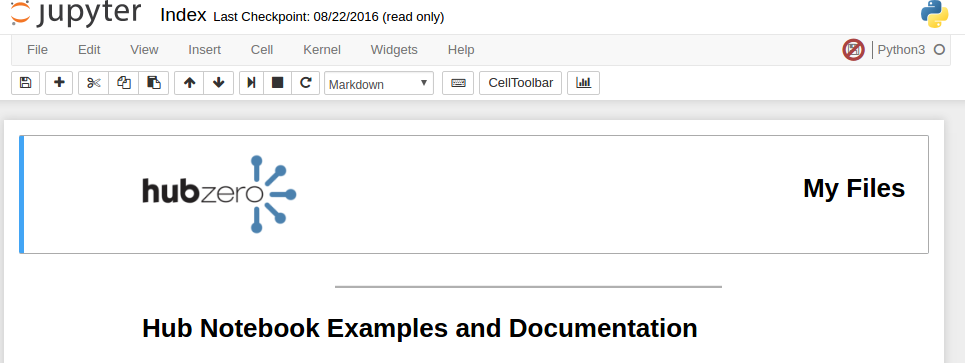 jupyter Index Last Checkpoint: 08/22/2016 (read only)
File Edit View Insert Cell Kernel Widgets Help Python3
Markdown CellToolbar
hubzero My Files
Hub Notebook Examples and Documentation